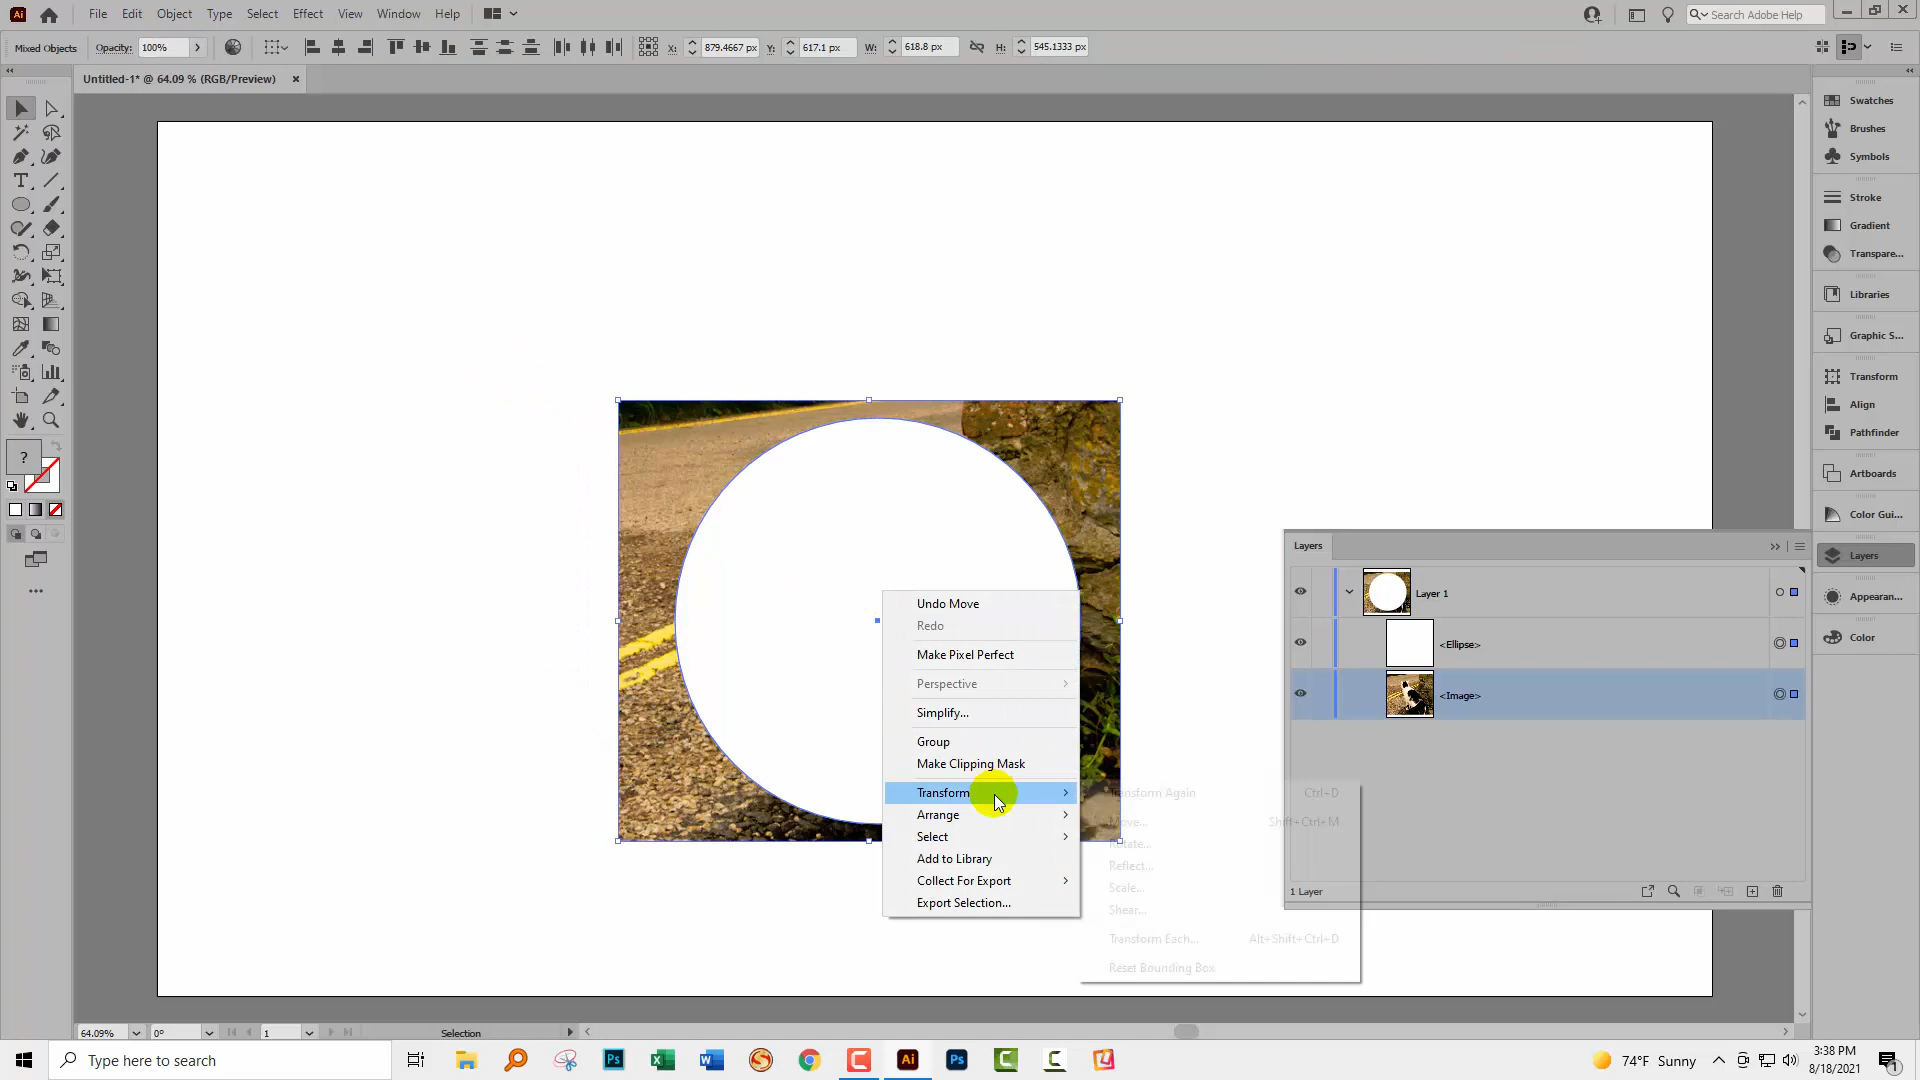 Ai File Edit Object Type Select Effect View Window Help Search Adobe Help
Mixed Objects Opacity: 100% X: 879.4667 px Y: 617.1 px W: 618.8 px H: 545.1333 px
Untitled-1* @ 64.09 % (RGB/Preview)
Swatches
Brushes
Symbols
Stroke
Gradient
Transpare...
Libraries
Graphic S...
Transform
Align
Pathfinder
Artboards
Color Gui...
Layers
Appearan...
Color
?
Layers
Layer 1
<Ellipse>
<Image>
1 Layer
Undo Move
Redo
Make Pixel Perfect
Perspective
Simplify...
Group
Make Clipping Mask
Transform
Arrange
Select
Add to Library
Collect For Export
Export Selection...
Transform Again Ctrl+D
Move... Shift+Ctrl+M
Rotate...
Reflect...
Scale...
Shear...
Transform Each... Alt+Shift+Ctrl+D
Reset Bounding Box
64.09% 0° 1 Selection
Type here to search
Ps
Ai
Ps
74°F Sunny
3:38 PM
8/18/2021
1